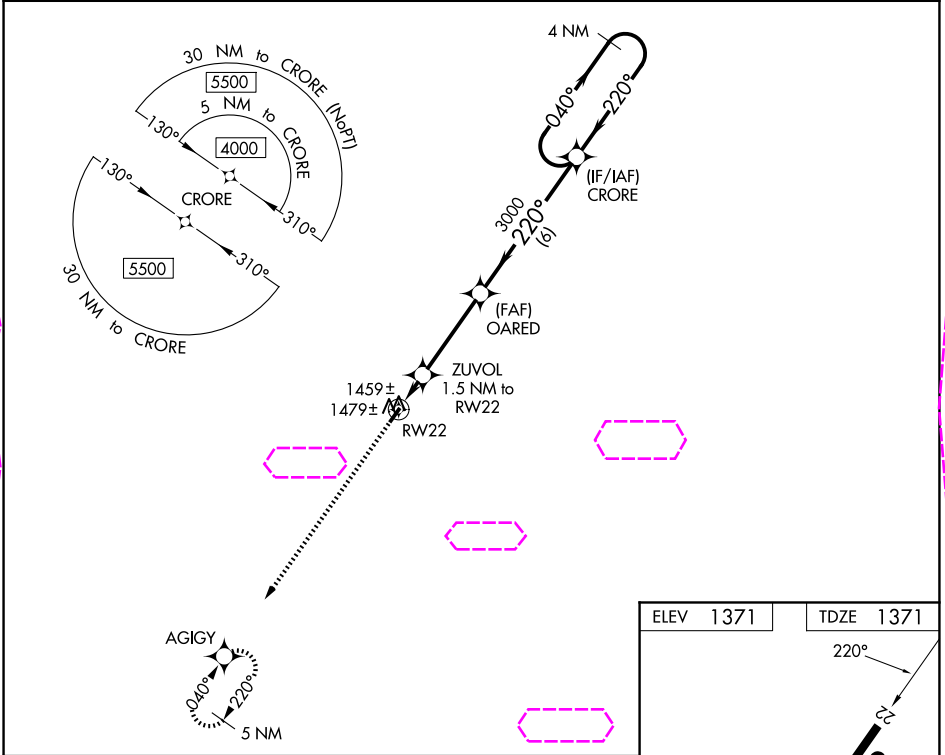 30 NM to CRORE (NoPT)
5500
5 NM to CRORE
4000
130°
310°
CRORE
130°
310°
5500
30 NM to CRORE
4 NM
040°
220°
(IF/IAF)
CRORE
3000
220°
(6)
(FAF)
OARED
ZUVOL
1.5 NM to
RW22
1459±
1479±
RW22
AGIGY
040°
220°
5 NM
ELEV 1371
TDZE 1371
220°
22